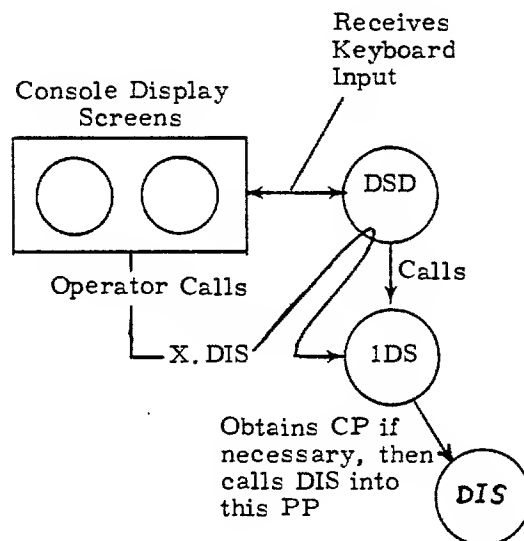 Receives
Keyboard
Input
Console Display
Screens
DSD
Operator Calls
Calls
X. DIS
1DS
Obtains CP if
necessary, then
calls DIS into
this PP
DIS